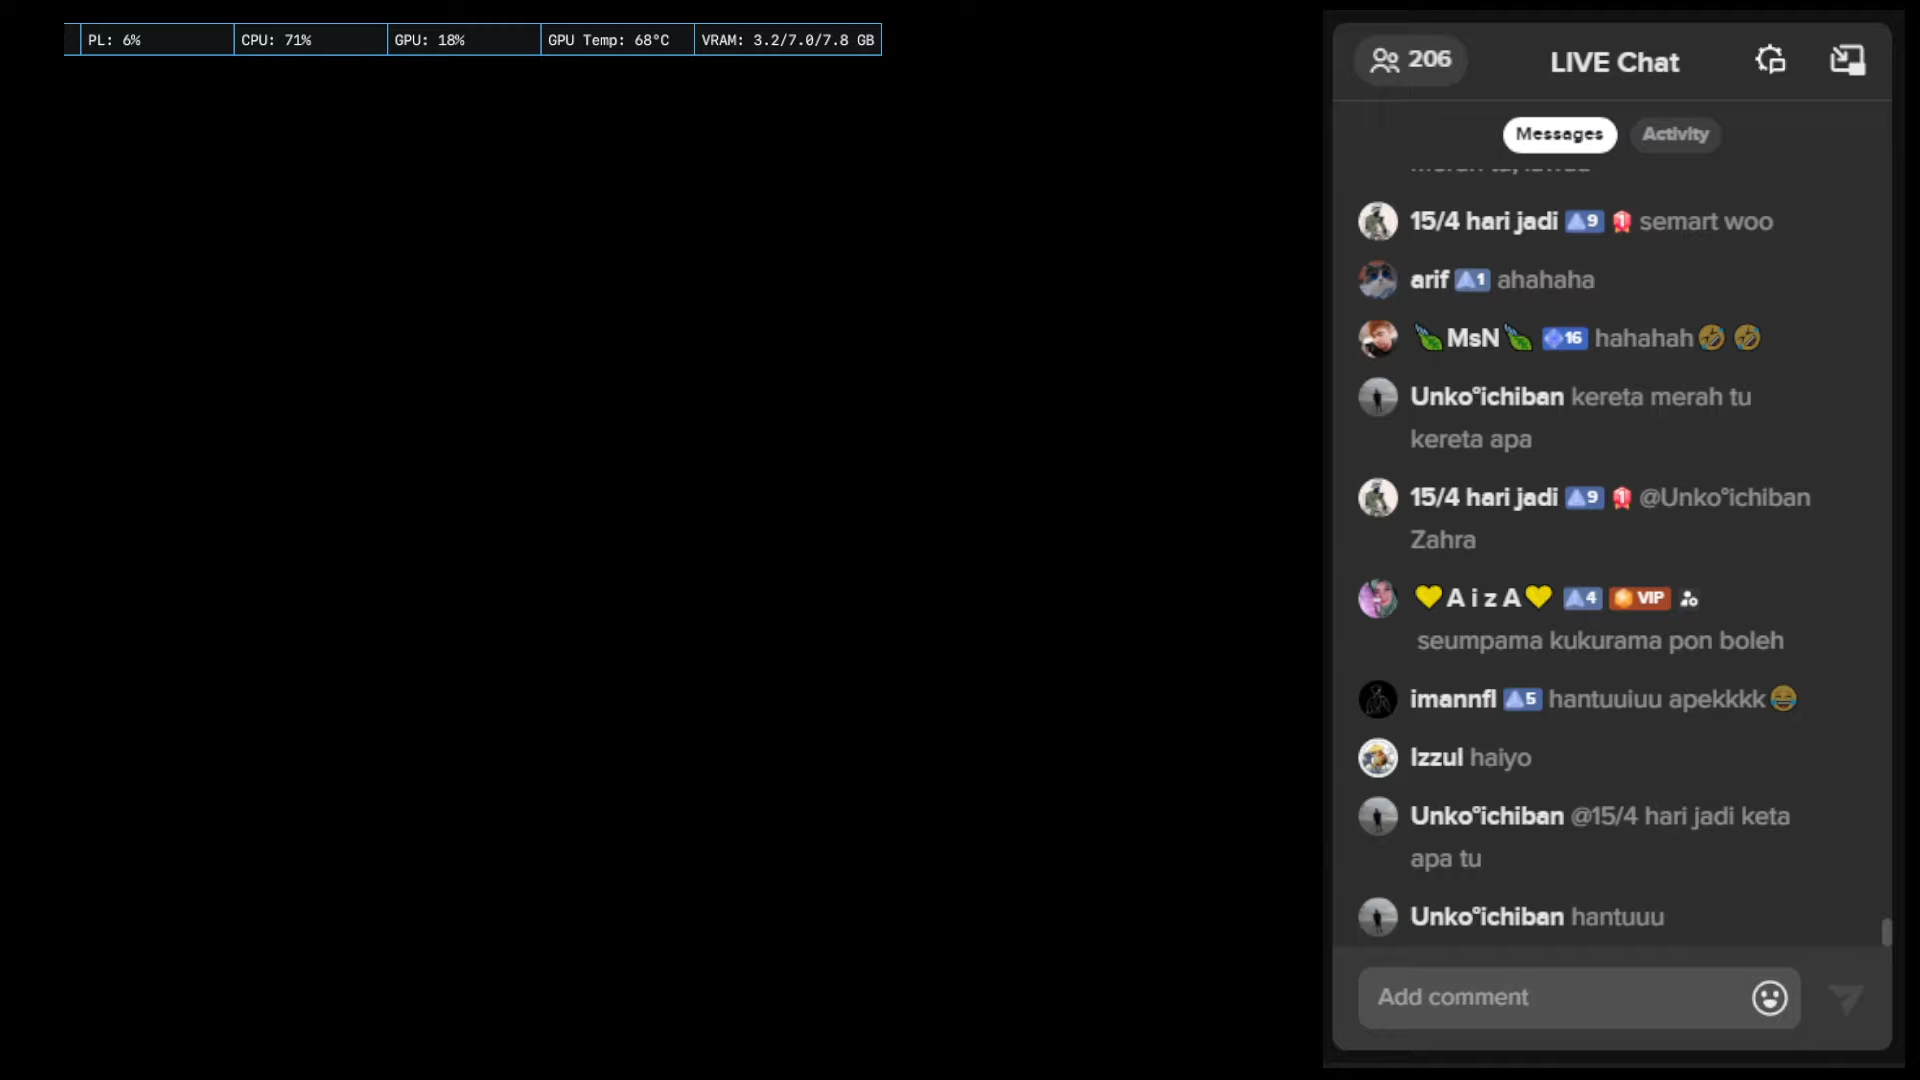 PL: 6%
CPU: 71%
GPU: 18%
GPU Temp: 68°C
VRAM: 3.2/7.0/7.8 GB
206
LIVE Chat
Messages
Activity
15/4 hari jadi 9 1 semart woo
arif 1 ahahaha
MsN 16 hahahah🤣 🤣
Unko°ichiban kereta merah tu
kereta apa
15/4 hari jadi 9 1 @Unko°ichiban
Zahra
💛A i z A💛 4 VIP
seumpama kukurama pon boleh
imannfl 5 hantuuiuu apekkkk😂
Izzul haiyo
Unko°ichiban @15/4 hari jadi keta
apa tu
Unko°ichiban hantuuu
Add comment